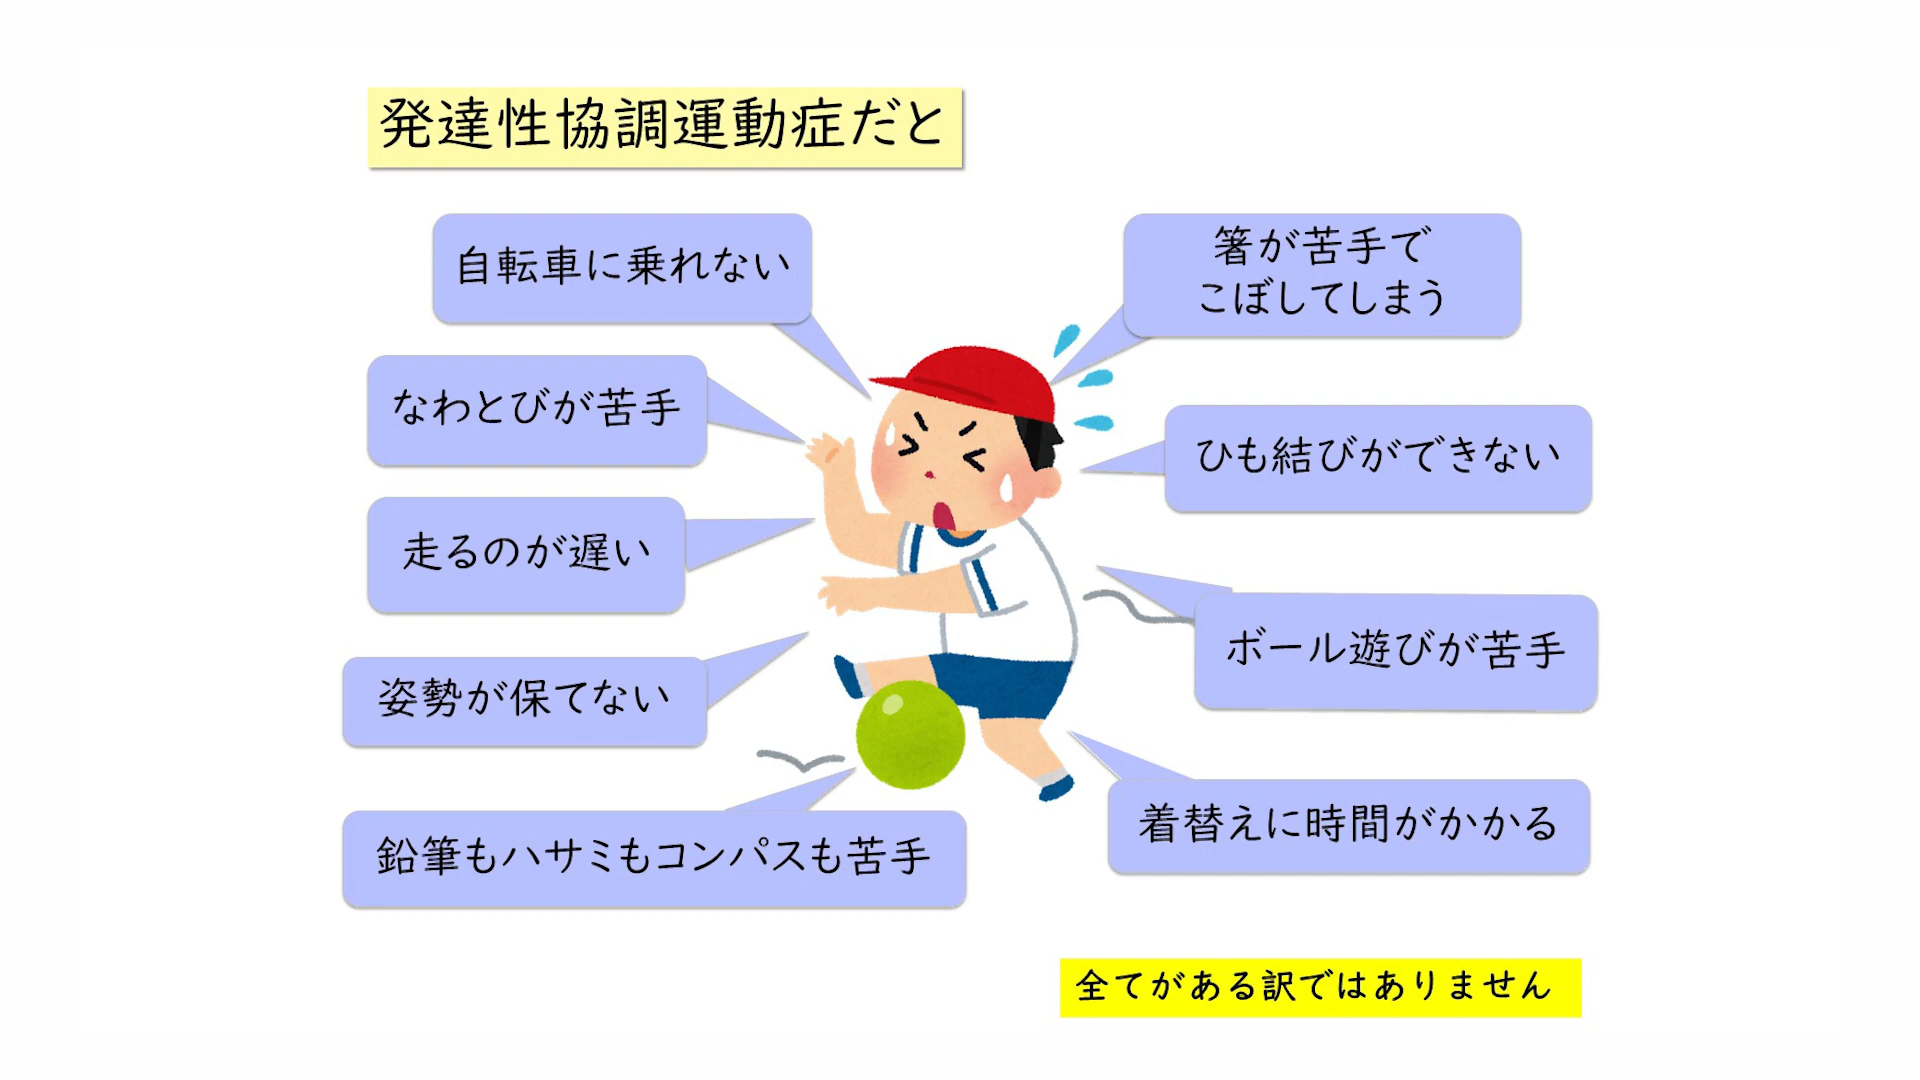 発達性協調運動症だと
自転車に乗れない
なわとびが苦手
走るのが遅い
姿勢が保てない
鉛筆もハサミもコンパスも苦手
箸が苦手で
こぼしてしまう
ひも結びができない
ボール遊びが苦手
着替えに時間がかかる
全てがある訳ではありません